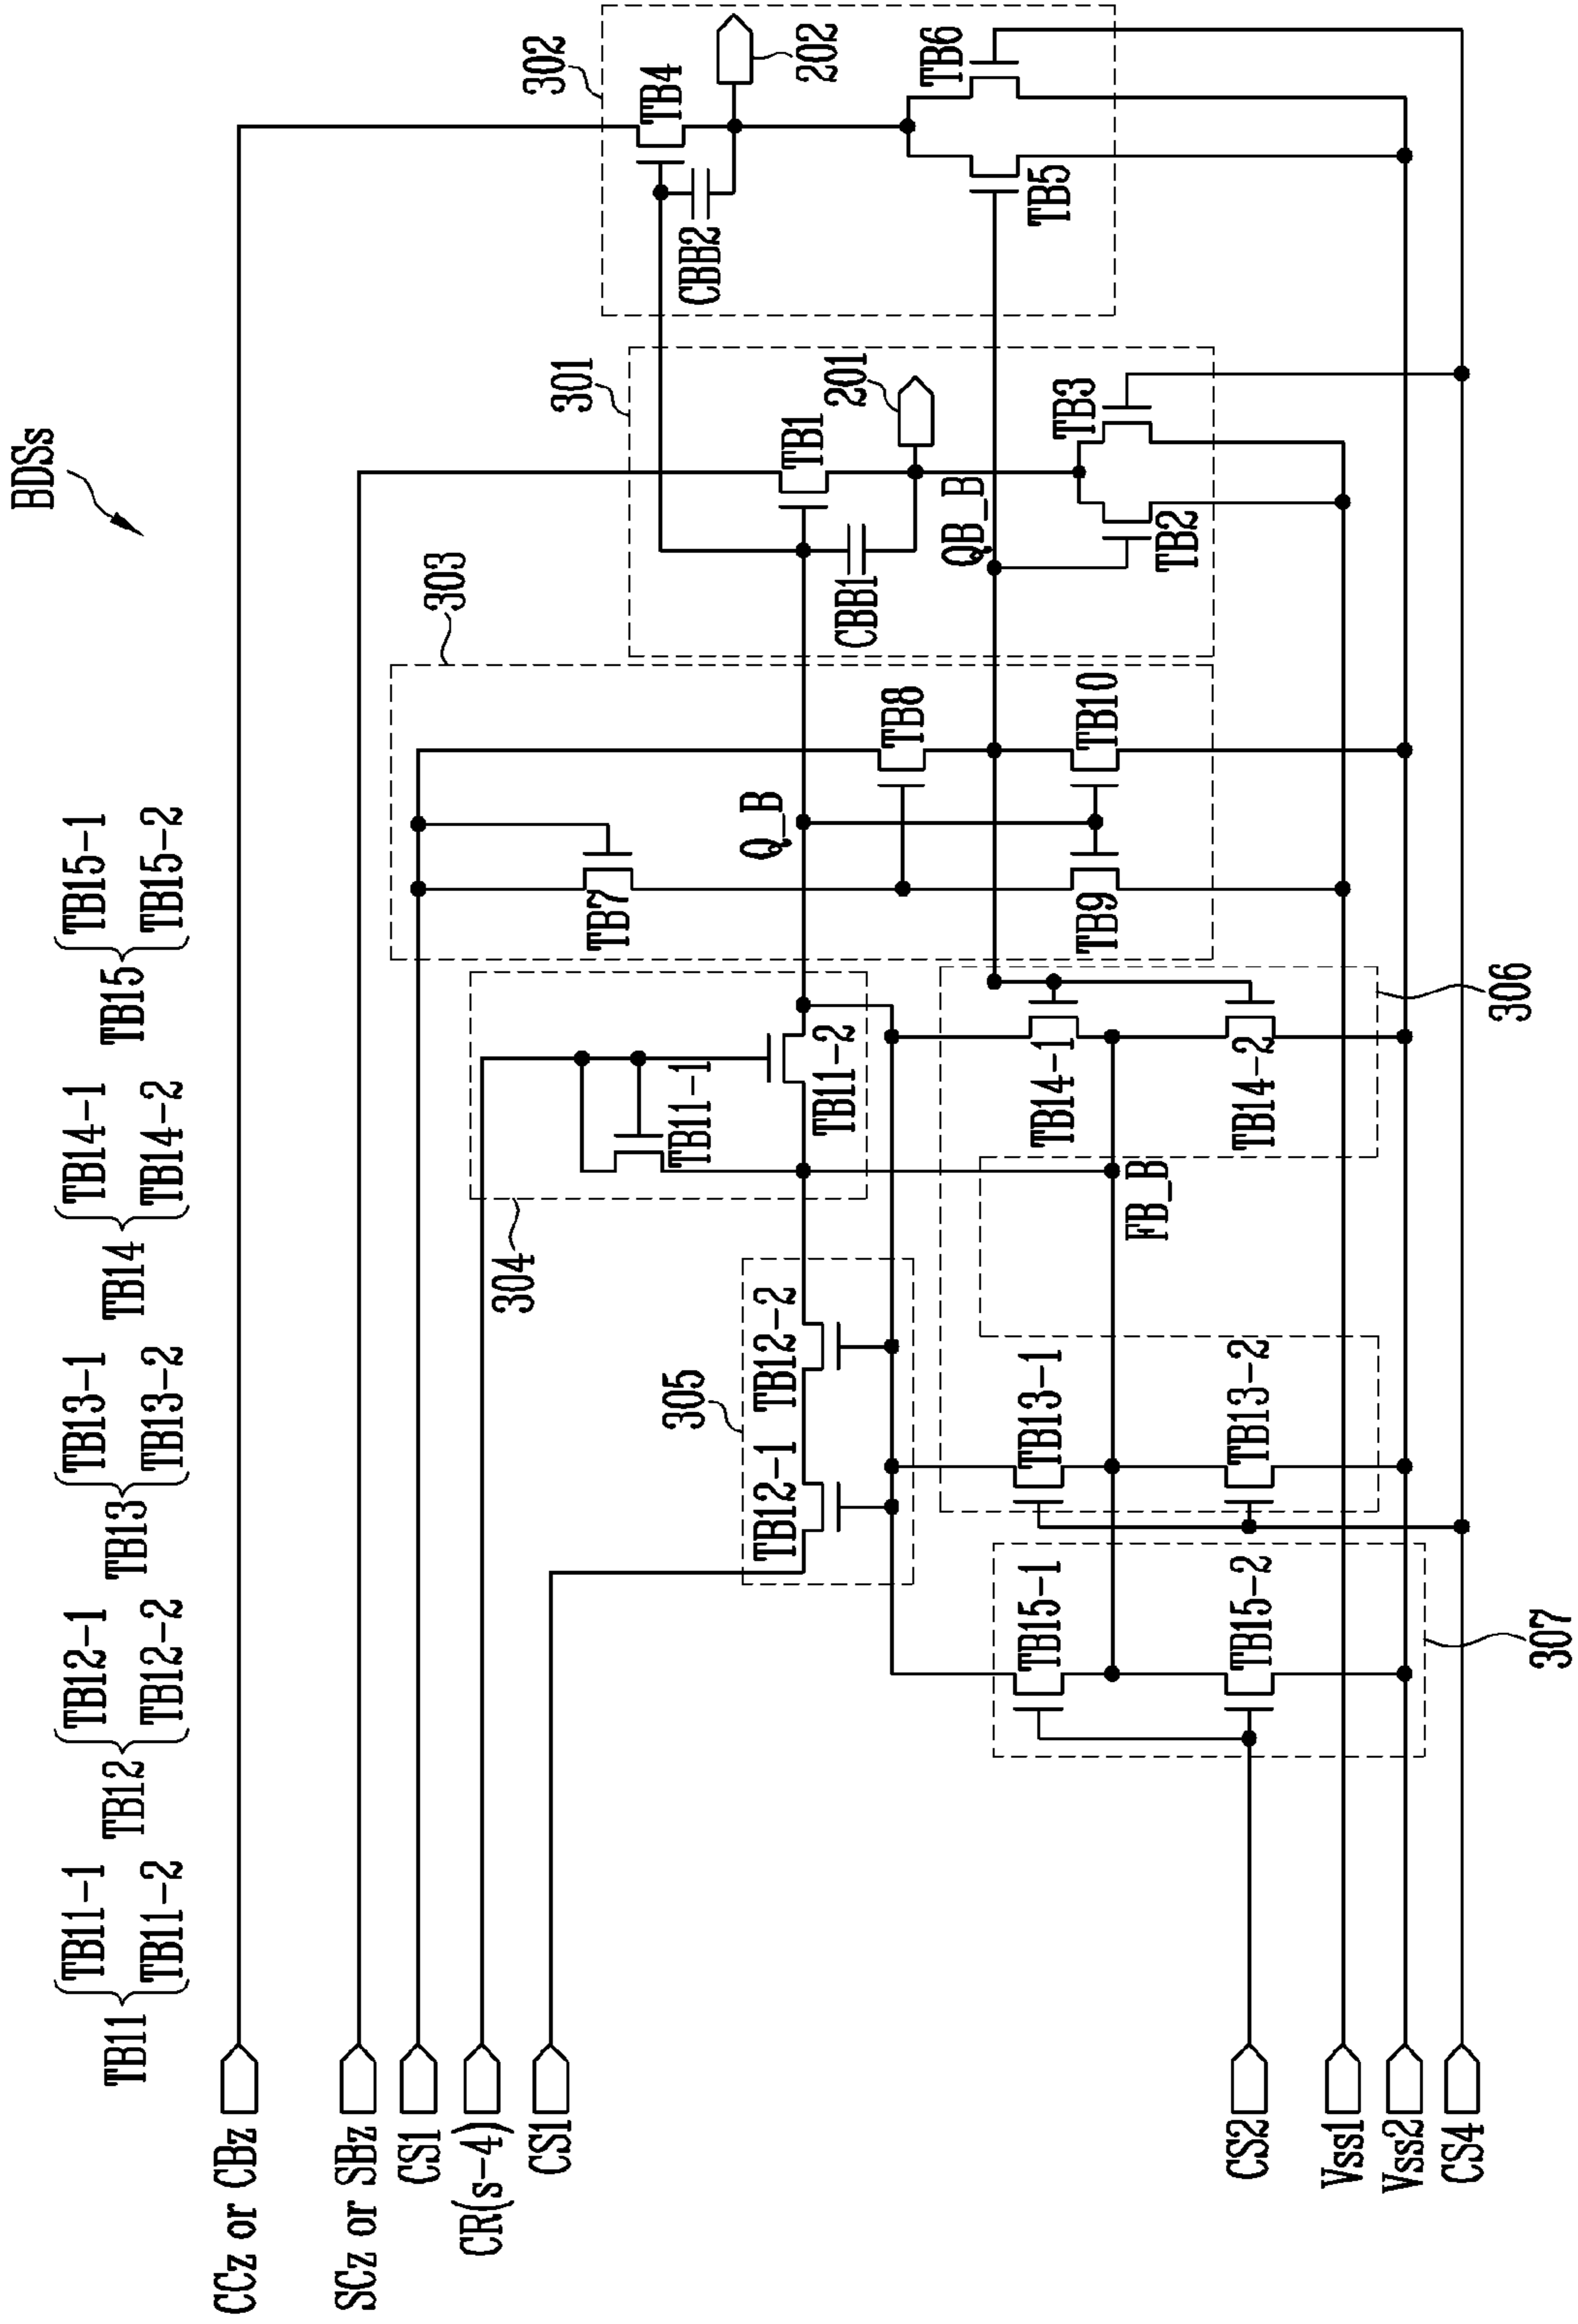 BDSs
TB11 { TB11-1
TB11-2
TB12 { TB12-1
TB12-2
TB13 { TB13-1
TB13-2
TB14 { TB14-1
TB14-2
TB15 { TB15-1
TB15-2
CCz or CBz
SCz or SBz
CS1
CR(s-4)
CS1
CS2
Vss1
Vss2
CS4
302
TB4
202
CBB2
TB6
TB5
301
TB1
201
CBB1
QB_B
TB3
TB2
303
TB7
TB8
Q_B
TB9
TB10
304
TB11-1
TB11-2
305
TB12-1
TB12-2
306
TB14-1
TB14-2
FB_B
TB13-1
TB13-2
307
TB15-1
TB15-2